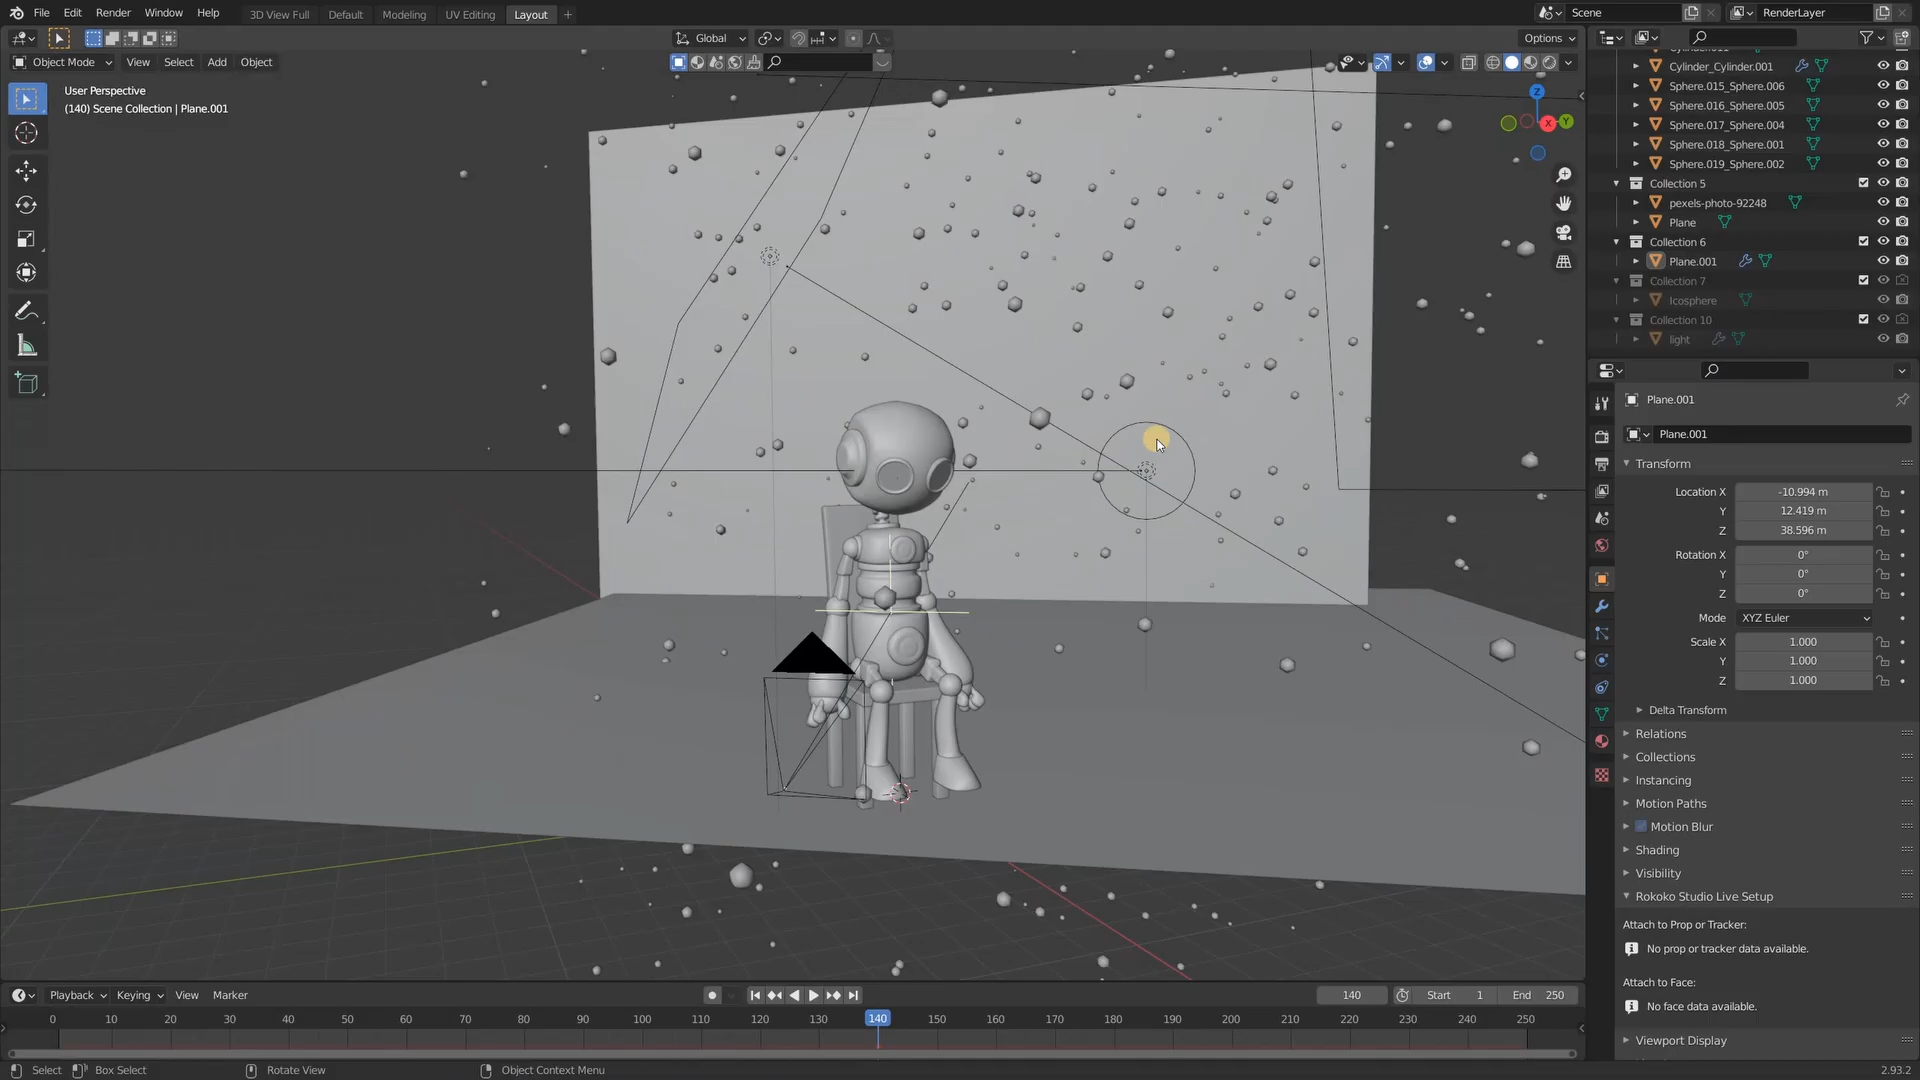 File Edit Render Window Help 3D View Full Default Modeling UV Editing Layout + Scene RenderLayer
Global Options
Object Mode View Select Add Object
User Perspective
(140) Scene Collection | Plane.001
Z
X
Y
Cylinder_Cylinder.001
Sphere.015_Sphere.006
Sphere.016_Sphere.005
Sphere.017_Sphere.004
Sphere.018_Sphere.001
Sphere.019_Sphere.002
Collection 5
pexels-photo-92248
Plane
Collection 6
Plane.001
Collection 7
Icosphere
Collection 10
light
Plane.001
Plane.001
Transform
Location X -10.994 m
Y 12.419 m
Z 38.596 m
Rotation X 0°
Y 0°
Z 0°
Mode XYZ Euler
Scale X 1.000
Y 1.000
Z 1.000
Delta Transform
Relations
Collections
Instancing
Motion Paths
Motion Blur
Shading
Visibility
Rokoko Studio Live Setup
Attach to Prop or Tracker:
No prop or tracker data available.
Attach to Face:
No face data available.
Viewport Display
Playback Keying View Marker 140 Start 1 End 250
0 10 20 30 40 50 60 70 80 90 100 110 120 130 140 150 160 170 180 190 200 210 220 230 240 250
Select Box Select Rotate View Object Context Menu 2.93.2